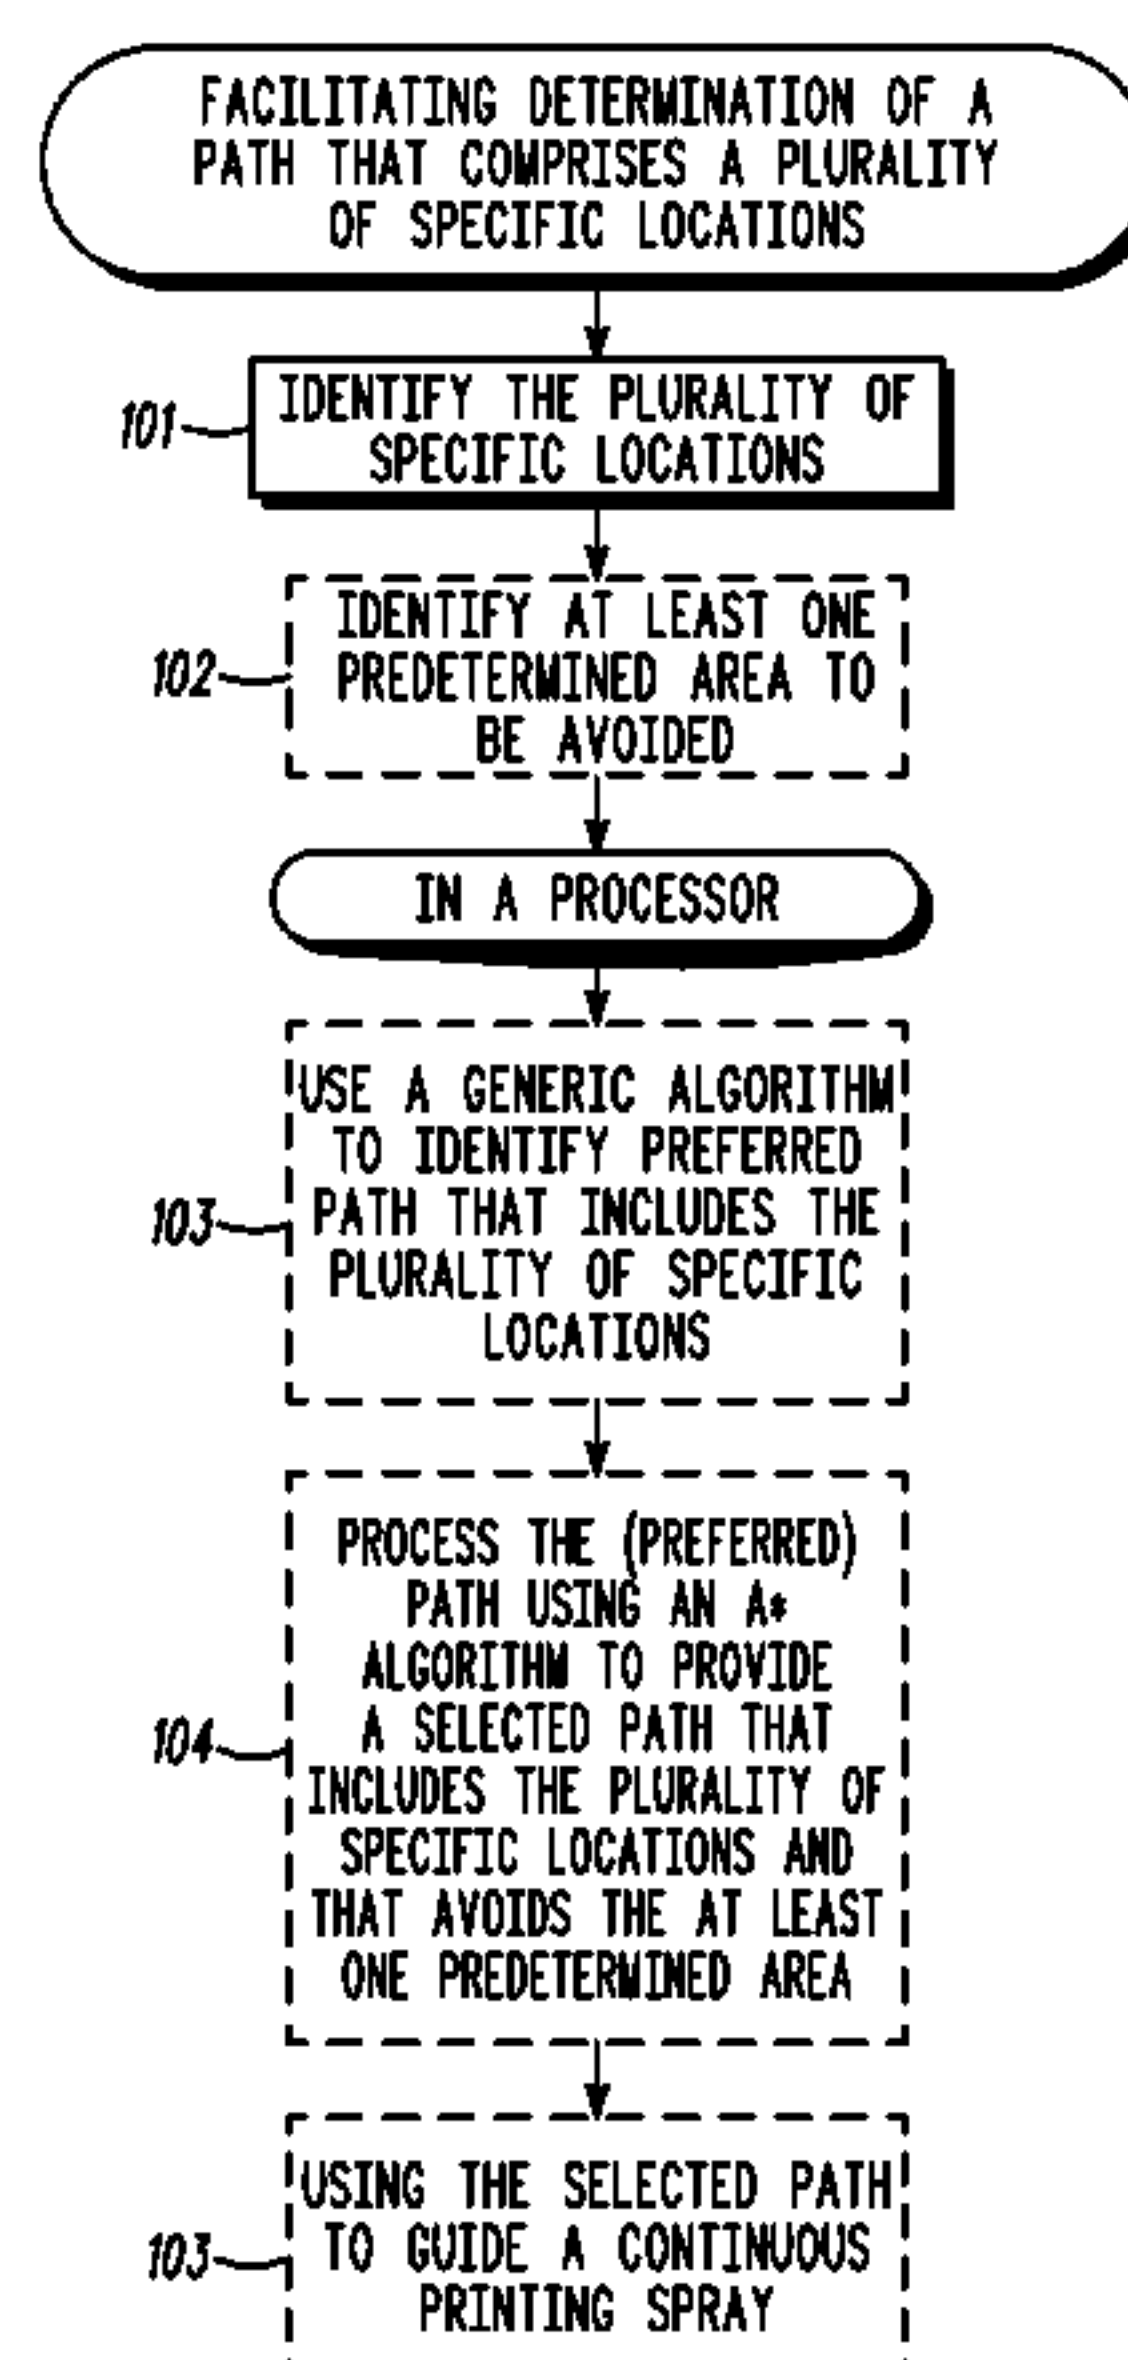 FACILITATING DETERMINATION OF A
PATH THAT COMPRISES A PLURALITY
OF SPECIFIC LOCATIONS
101
IDENTIFY THE PLURALITY OF
SPECIFIC LOCATIONS
102
IDENTIFY AT LEAST ONE
PREDETERMINED AREA TO
BE AVOIDED
IN A PROCESSOR
103
USE A GENERIC ALGORITHM
TO IDENTIFY PREFERRED
PATH THAT INCLUDES THE
PLURALITY OF SPECIFIC
LOCATIONS
104
PROCESS THE (PREFERRED)
PATH USING AN A*
ALGORITHM TO PROVIDE
A SELECTED PATH THAT
INCLUDES THE PLURALITY OF
SPECIFIC LOCATIONS AND
THAT AVOIDS THE AT LEAST
ONE PREDETERMINED AREA
103
USING THE SELECTED PATH
TO GUIDE A CONTINUOUS
PRINTING SPRAY